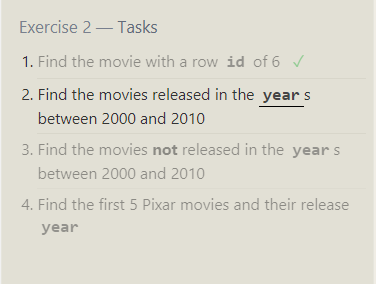 Exercise 2 — Tasks
1. Find the movie with a row id of 6 ✓
2. Find the movies released in the year s
between 2000 and 2010
3. Find the movies not released in the year s
between 2000 and 2010
4. Find the first 5 Pixar movies and their release
year